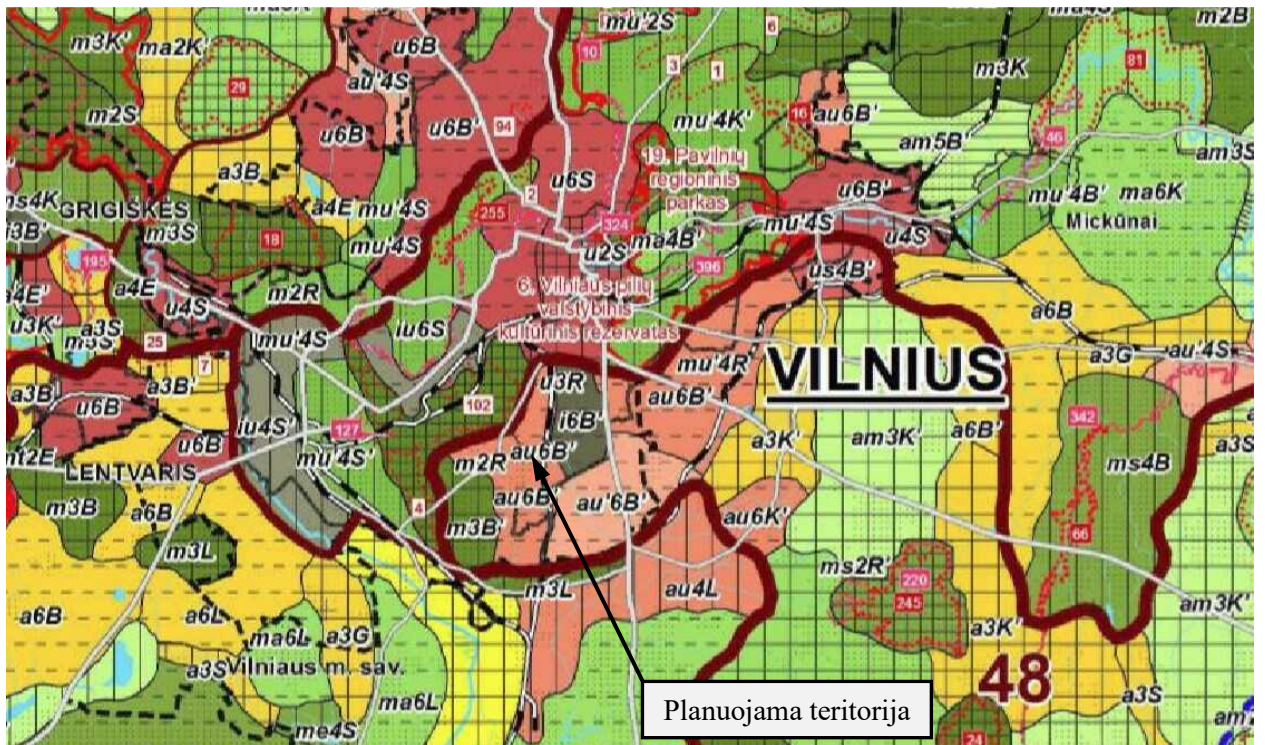 mu'2S
m2B
m3K'
ma2K'
u6B
10
6
81
3
1
m3K
au'4S
29
m2S
u6B
u6B'
94
16
au6B'
mu'4K'
46
am5B
am3S
a3B
u6S
19. Pavilnių
regioninis
parkas
u6B'
mu'4B'
ma6K
2
GRIGIŠKĖS
a4E
mu'4S
255
324
mu'4S
Mickūnai
m3S
18
mu'4S
u2S
ma4B'
u4S
195
396
us4B'
a4E
m2R
6. Vilniaus pilių
valstybinis
kultūrinis rezervatas
a4E'
u4S
a6B
u3K'
a3S
iu6S
mu'4S
25
7
a3G
au'4S
mu'4R
VILNIUS
a3B'
u3R
a3B
102
au6B'
u6B
i6B'
342
127
iu4S'
u6B
a3K'
am3K'
a6B'
a3S
mu'4S'
m2R
au6B'
ms4B
LENTVARIS
m3B
a6B
au6B
au'6B'
4
au6K'
m3B'
66
m3L
ms2R'
220
m3L
au4L
245
am3K'
a6B
a6L
ma6L
a3G
a3K'
a3S
Vilniaus m. sav.
48
ma6L
a3S
Planuojama teritorija
me4S
24